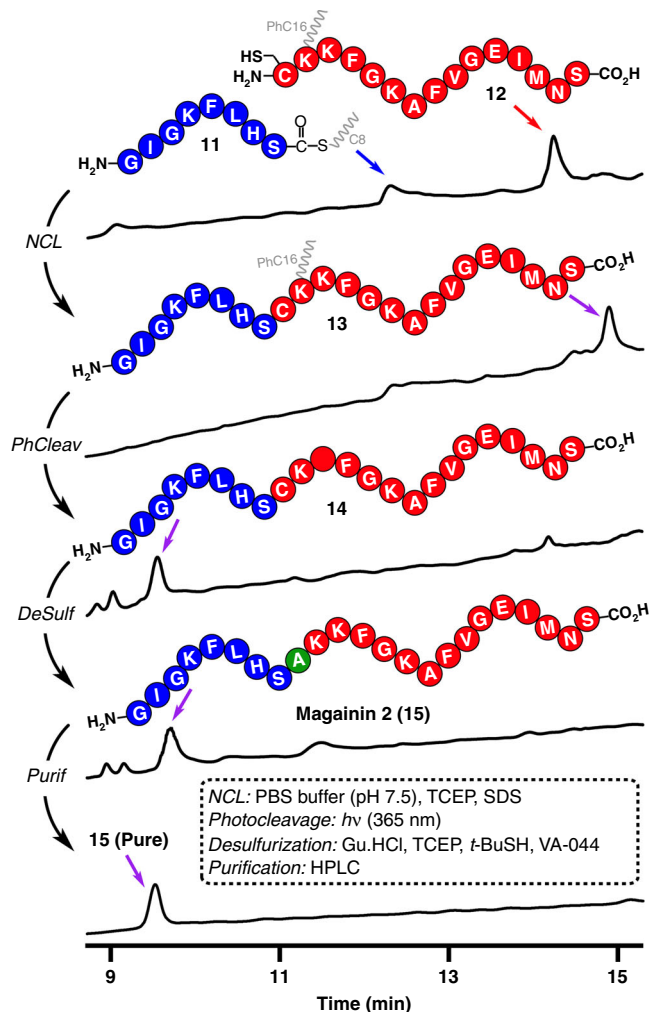 PhC16
HS
H2N
C K K F G K A F V G E I M N S
CO2H
12
H2N
G I G K F L H S
11
O
C
S
C8
NCL
PhC16
H2N
G I G K F L H S C K K F G K A F V G E I M N S
CO2H
13
PhCleav
H2N
G I G K F L H S C K F G K A F V G E I M N S
CO2H
14
DeSulf
H2N
G I G K F L H S A K K F G K A F V G E I M N S
CO2H
Magainin 2 (15)
Purif
NCL: PBS buffer (pH 7.5), TCEP, SDS
Photocleavage: hν (365 nm)
Desulfurization: Gu.HCl, TCEP, t-BuSH, VA-044
Purification: HPLC
15 (Pure)
9 11 13 15
Time (min)